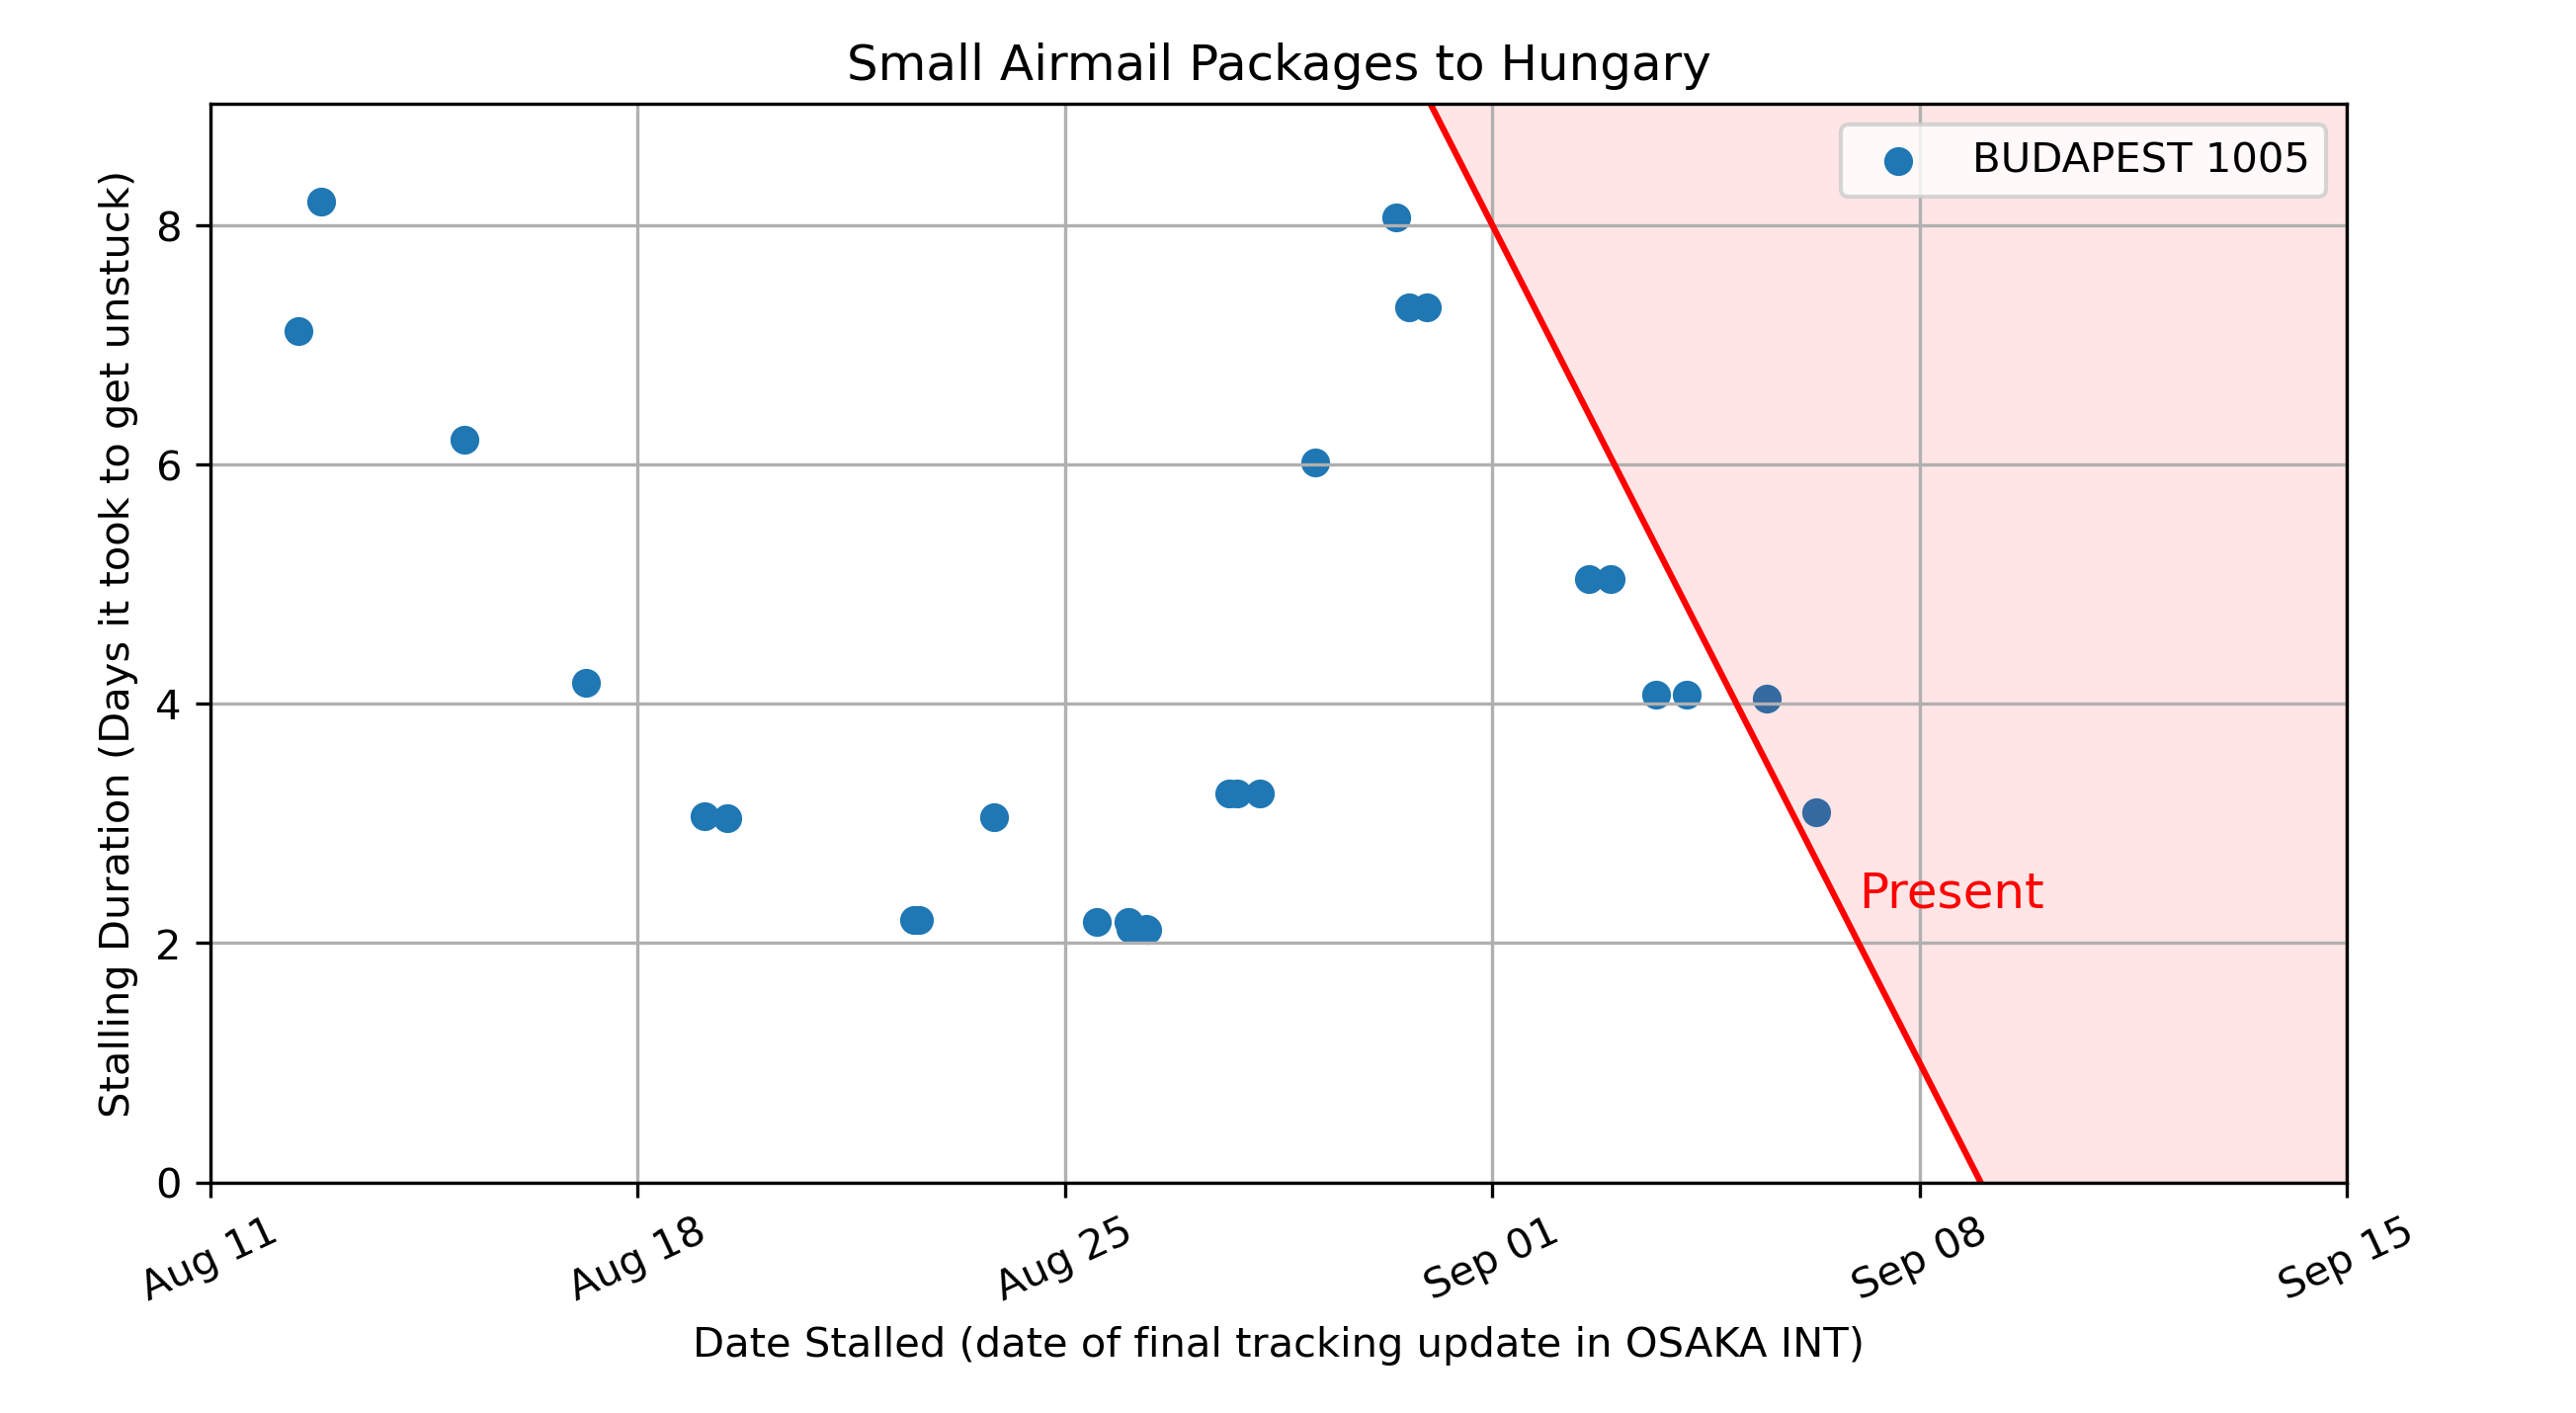 Small Airmail Packages to Hungary
BUDAPEST 1005
Stalling Duration (Days it took to get unstuck)
8
6
4
2
0
Present
Aug 11
Aug 18
Aug 25
Sep 01
Sep 08
Sep 15
Date Stalled (date of final tracking update in OSAKA INT)